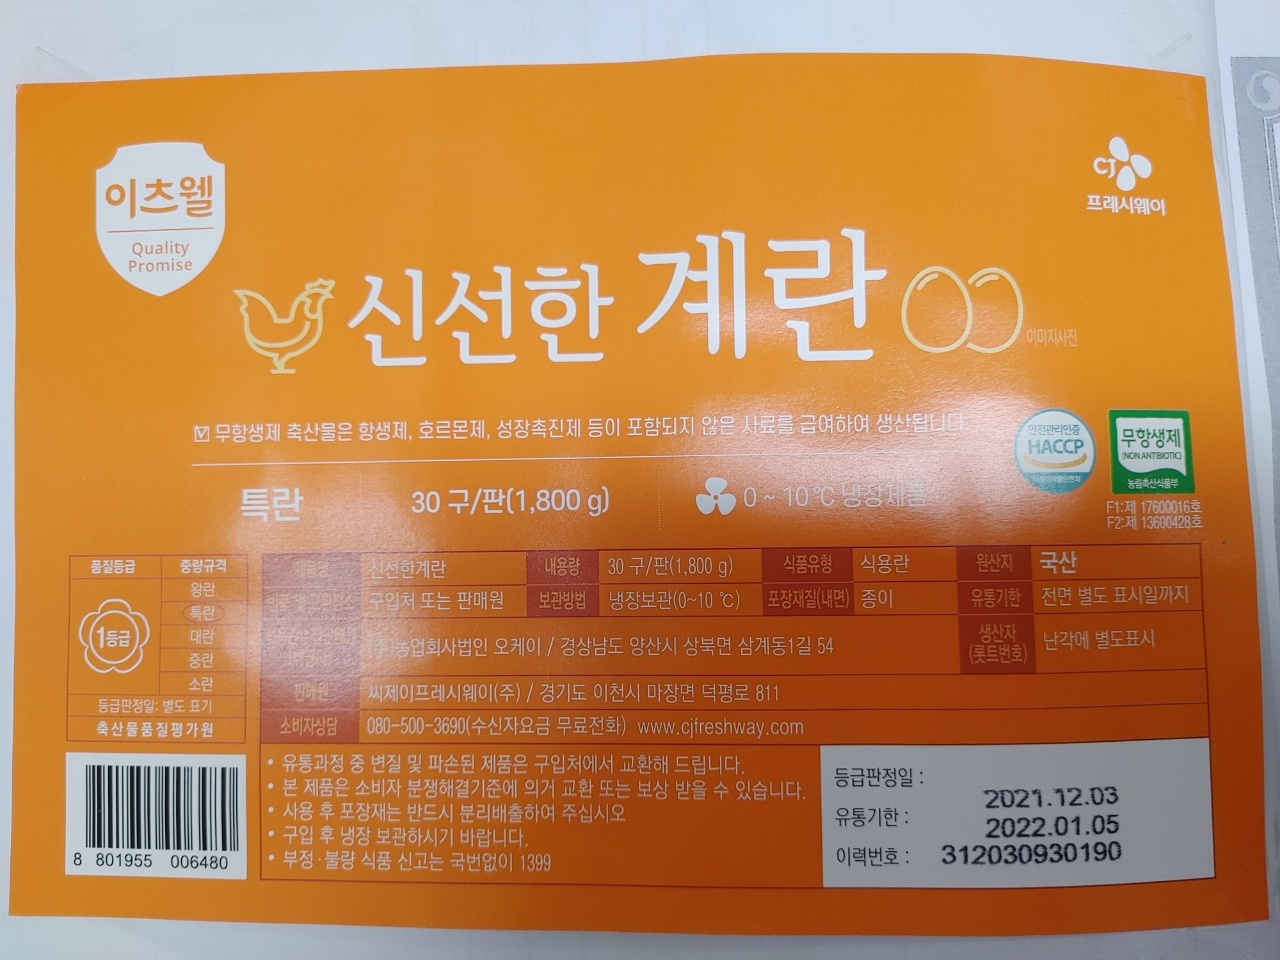 이츠웰
Quality
Promise
CJ
프레시웨이
신선한 계란
이미지사진
무항생제 축산물은 항생제, 호르몬제, 성장촉진제 등이 포함되지 않은 사료를 급여하여 생산됩니다
안전관리인증
HACCP
무항생제
(NON ANTIBIOTIC)
농림축산식품부
F1:제 17600016호
F2:제 13600428호
특란 30 구/판(1,800 g) 0 ~ 10 ℃ 냉장제품
품질등급 중량규격
왕란
특란
1등급 대란
중란
소란
등급판정일: 별도 표기
축산물품질평가원
신선한계란 내용량 30 구/판(1,800 g) 식품유형 식용란 원산지 국산
구입처 또는 판매원 보관방법 냉장보관(0~10 ℃) 포장재질(내면) 종이 유통기한 전면 별도 표시일까지
(주)농업회사법인 오케이 / 경상남도 양산시 상북면 삼계동1길 54 생산자 (롯트번호) 난각에 별도표시
판매원 씨제이프레시웨이(주) / 경기도 이천시 마장면 덕평로 811
소비자상담 080-500-3690(수신자요금 무료전화) www.cjfreshway.com
• 유통과정 중 변질 및 파손된 제품은 구입처에서 교환해 드립니다.
• 본 제품은 소비자 분쟁해결기준에 의거 교환 또는 보상 받을 수 있습니다.
• 사용 후 포장재는 반드시 분리배출하여 주십시오
• 구입 후 냉장 보관하시기 바랍니다.
• 부정·불량 식품 신고는 국번없이 1399
등급판정일 : 2021.12.03
유통기한 : 2022.01.05
이력번호 : 312030930190
8 801955 006480